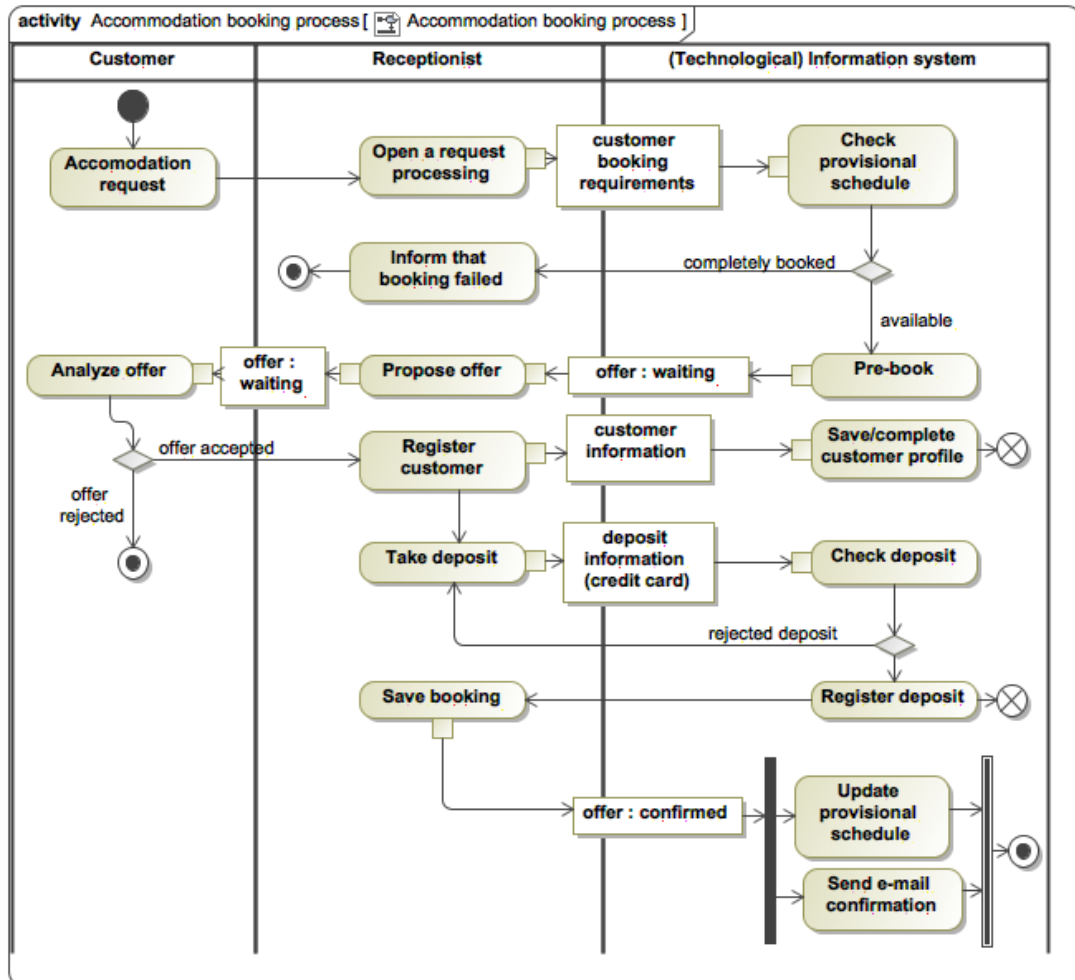 activity Accommodation booking process[ Accommodation booking process ]
Customer
Receptionist
(Technological) Information system
Accomodation
request
Open a request
processing
customer
booking
requirements
Check
provisional
schedule
Inform that
booking failed
completely booked
available
Analyze offer
offer :
waiting
Propose offer
offer : waiting
Pre-book
offer accepted
Register
customer
customer
information
Save/complete
customer profile
offer
rejected
Take deposit
deposit
information
(credit card)
Check deposit
rejected deposit
Save booking
Register deposit
offer : confirmed
Update
provisional
schedule
Send e-mail
confirmation